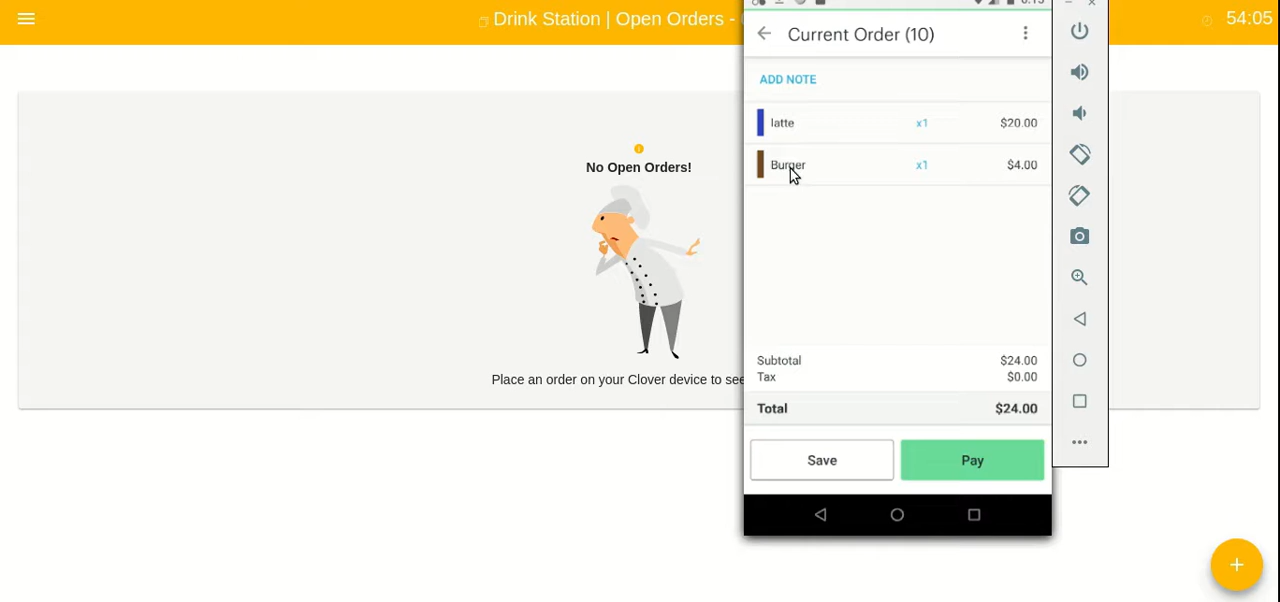 Drink Station | Open Orders -
54:05
No Open Orders!
Place an order on your Clover device to see
Current Order (10)
ADD NOTE
latte x1 $20.00
Burger x1 $4.00
Subtotal $24.00
Tax $0.00
Total $24.00
Save Pay